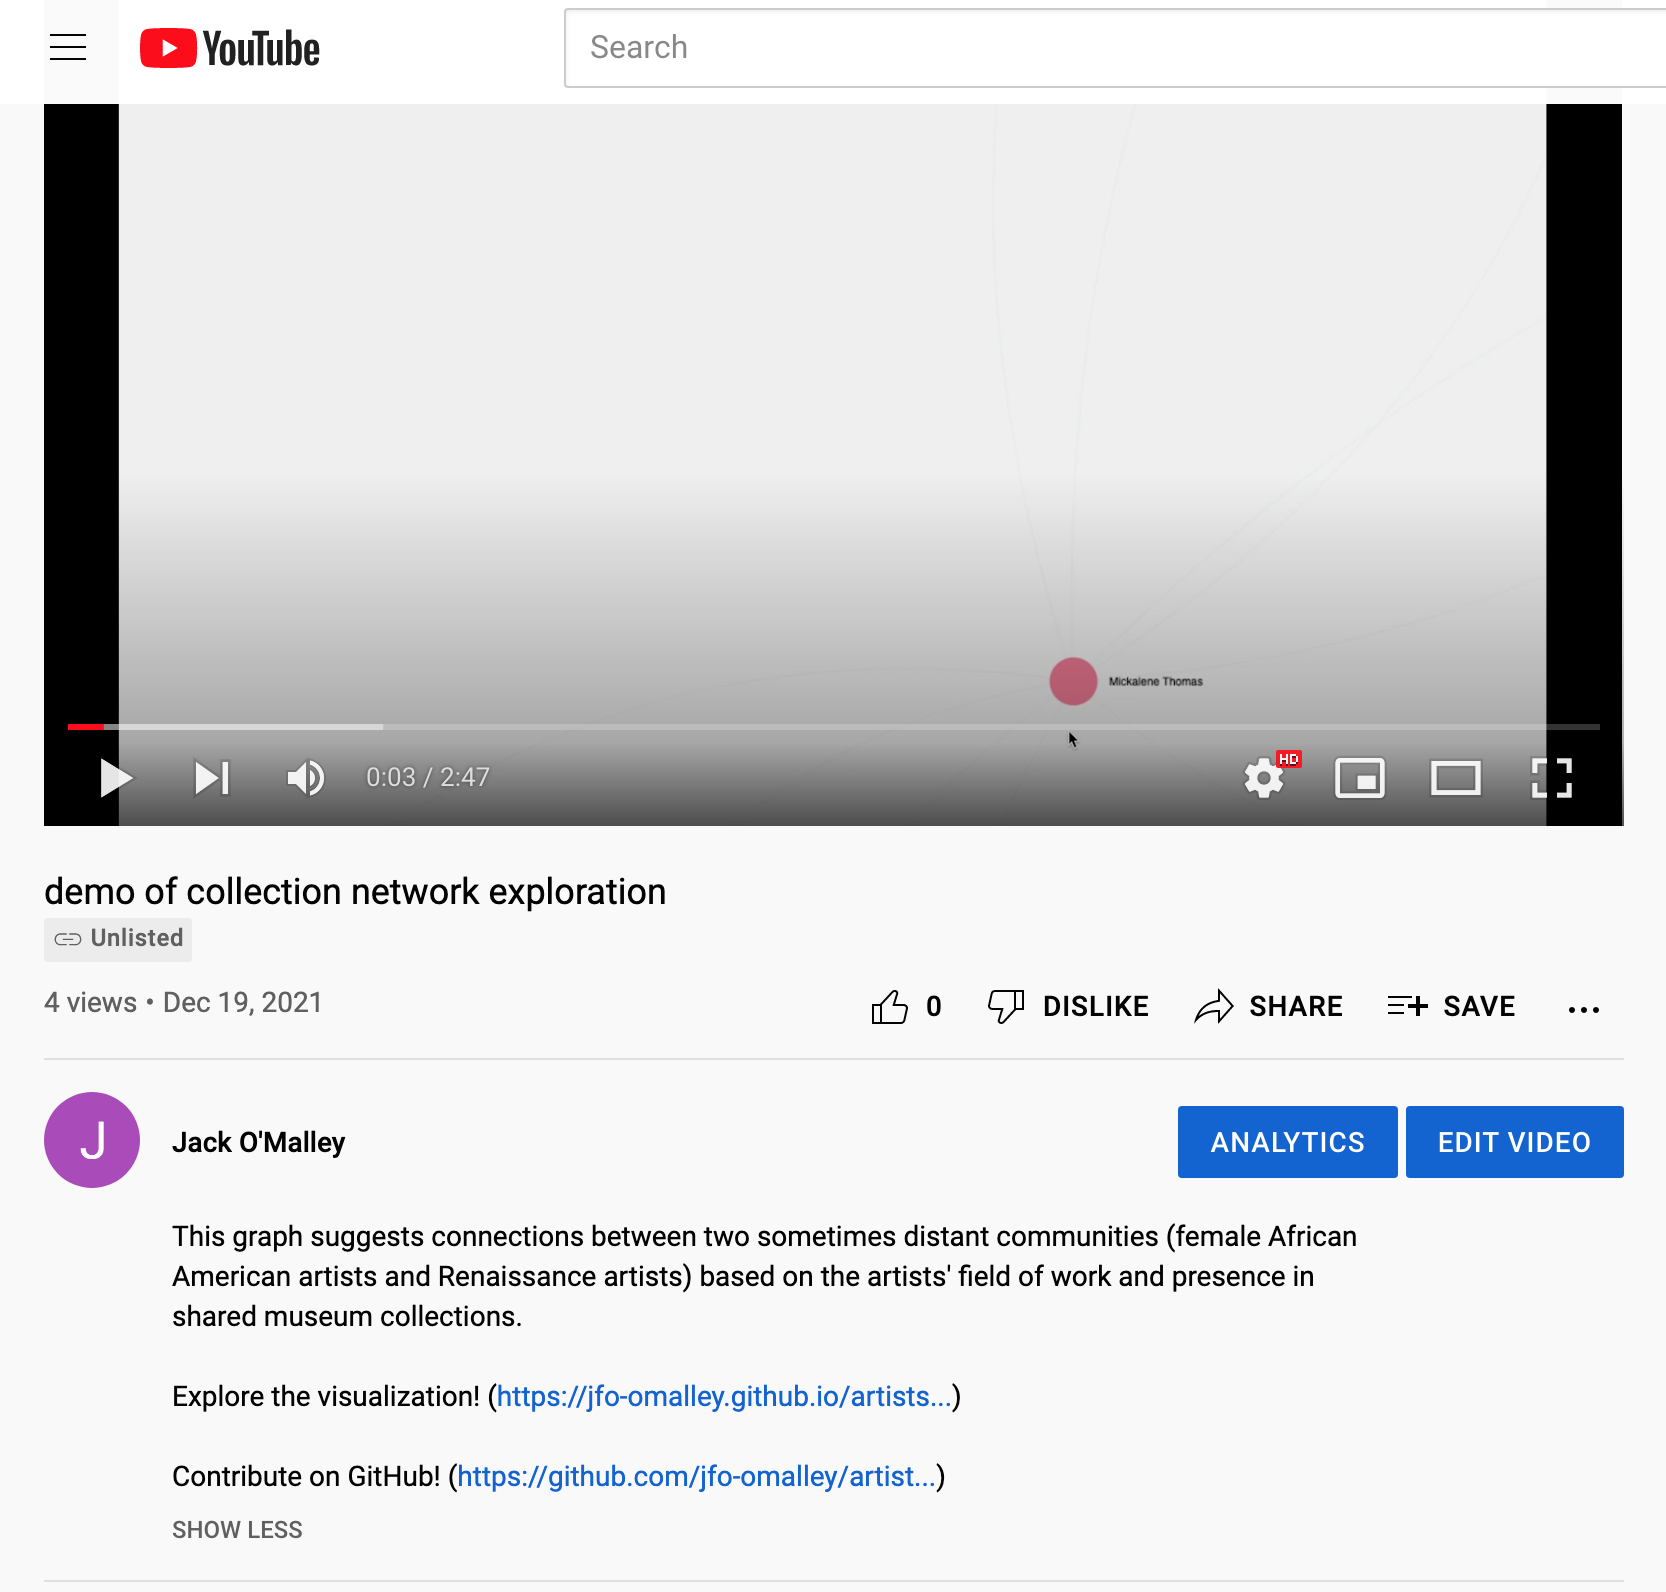 YouTube
Search
Mickalene Thomas
0:03 / 2:47
HD
demo of collection network exploration
Unlisted
4 views • Dec 19, 2021
0 DISLIKE SHARE SAVE ...
J
Jack O'Malley
ANALYTICS EDIT VIDEO
This graph suggests connections between two sometimes distant communities (female African
American artists and Renaissance artists) based on the artists' field of work and presence in
shared museum collections.
Explore the visualization! (https://jfo-omalley.github.io/artists...)
Contribute on GitHub! (https://github.com/jfo-omalley/artist...)
SHOW LESS